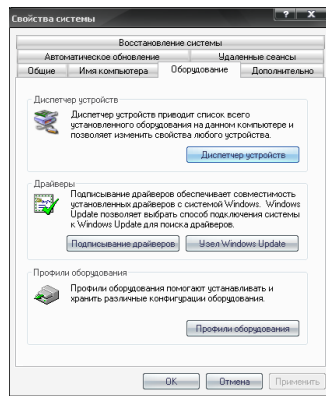 Свойства системы
Восстановление системы
Автоматическое обновление Удаленные сеансы
Общие Имя компьютера Оборудование Дополнительно
Диспетчер устройств
Диспетчер устройств приводит список всего
установленного оборудования на данном компьютере и
позволяет изменить свойства любого устройства.
Диспетчер устройств
Драйверы
Подписывание драйверов обеспечивает совместимость
установленных драйверов с системой Windows. Windows
Update позволяет выбрать способ подключения системы
к Windows Update для поиска драйверов.
Подписывание драйверов Узел Windows Update
Профили оборудования
Профили оборудования помогают устанавливать и
хранить различные конфигурации оборудования.
Профили оборудования
ОК Отмена Применить